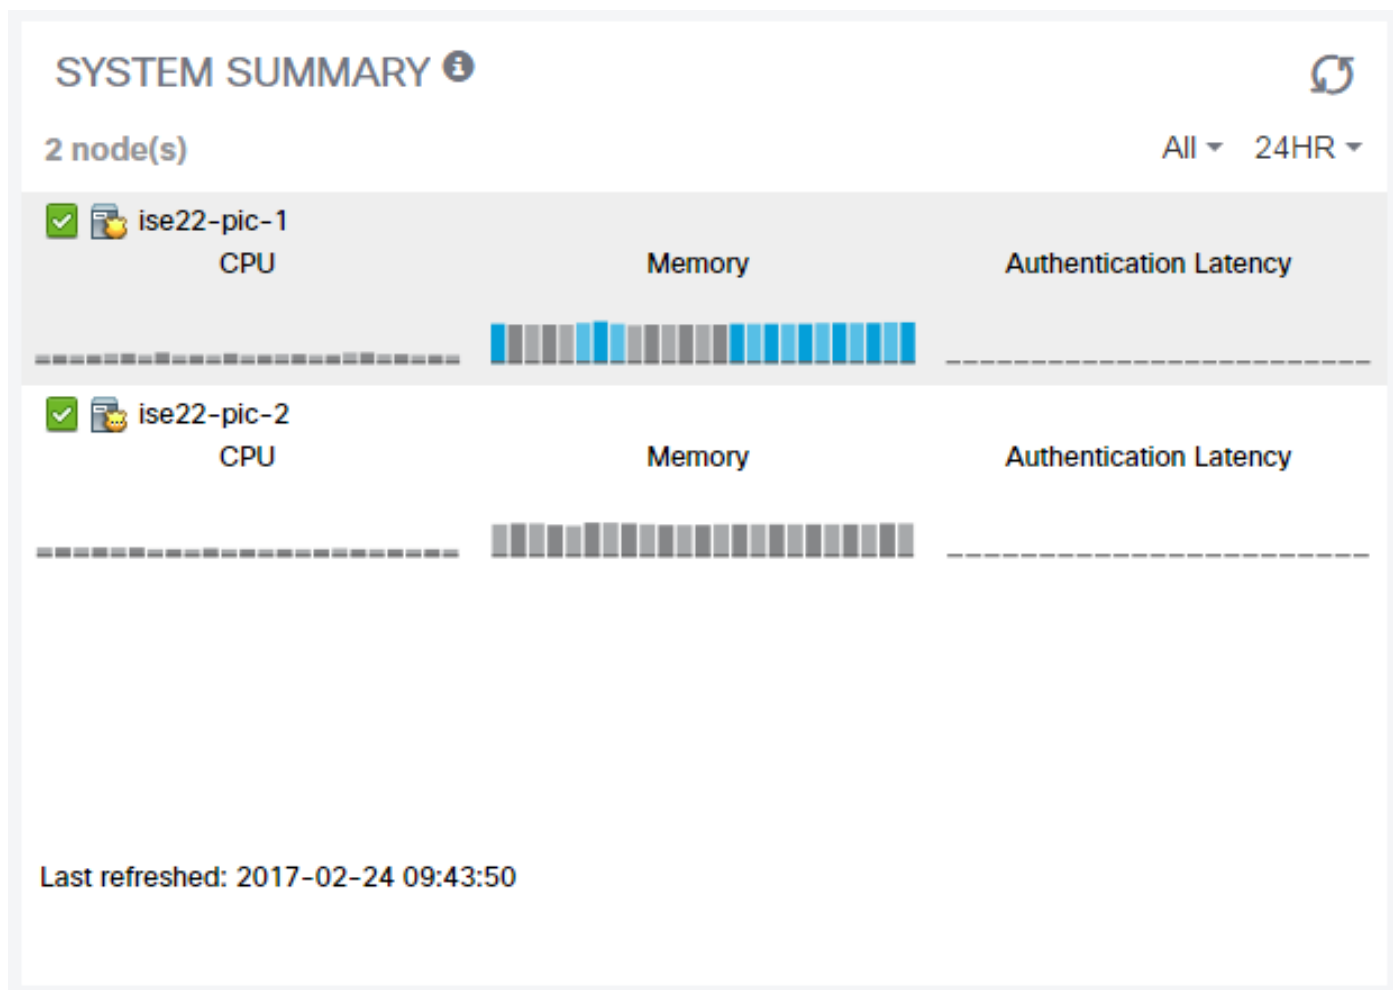 SYSTEM SUMMARY
2 node(s) All 24HR
ise22-pic-1
CPU Memory Authentication Latency
ise22-pic-2
CPU Memory Authentication Latency
Last refreshed: 2017-02-24 09:43:50